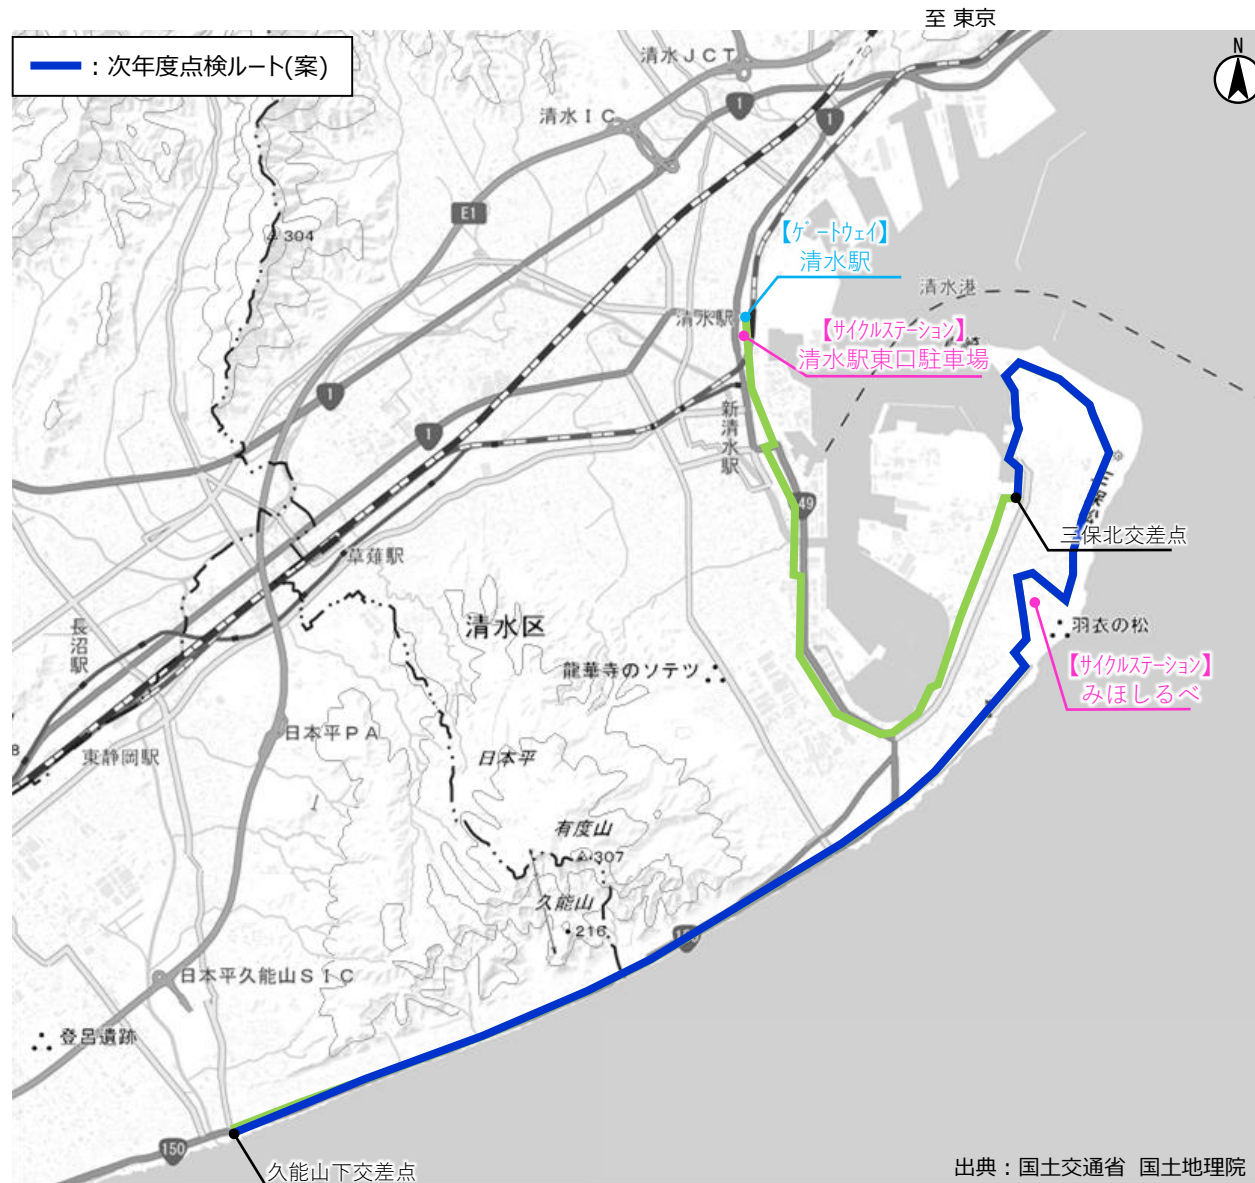 至 東京
：次年度点検ルート(案)
N
清水ＪＣＴ
清水ＩＣ
1
1
E1
304
【ゲートウェイ】
清水駅
清水港
清水駅
【サイクルステーション】
清水駅東口駐車場
1
1
新清水駅
149
三保北交差点
草薙駅
長沼駅
清水区
羽衣の松
龍華寺のソテツ
【サイクルステーション】
みほしるべ
日本平ＰＡ
東静岡駅
日本平
有度山
307
久能山
216
日本平久能山ＳＩＣ
登呂遺跡
150
久能山下交差点
出典：国土交通省 国土地理院